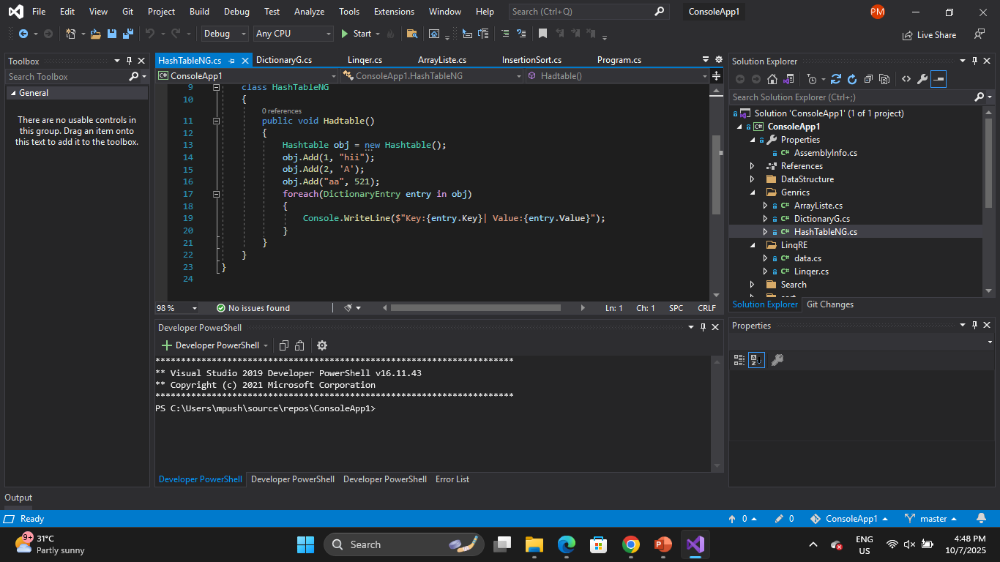 File Edit View Git Project Build Debug Test Analyze Tools Extensions Window Help Search (Ctrl+Q) ConsoleApp1 PM
Debug Any CPU Start Live Share
Toolbox
Search Toolbox
General
There are no usable controls in
this group. Drag an item onto
this text to add it to the toolbox.
HashTableNG.cs DictionaryG.cs Linqer.cs ArrayListe.cs InsertionSort.cs Program.cs
C# ConsoleApp1 ConsoleApp1.HashTableNG Hadtable()
9 class HashTableNG
10 {
0 references
11 public void Hadtable()
12 {
13 Hashtable obj = new Hashtable();
14 obj.Add(1, "hii");
15 obj.Add(2, 'A');
16 obj.Add("aa", 521);
17 foreach(DictionaryEntry entry in obj)
18 {
19 Console.WriteLine($"Key:{entry.Key}| Value:{entry.Value}");
20 }
21 }
22 }
23 }
24
98 % No issues found Ln: 1 Ch: 1 SPC CRLF
Developer PowerShell
Developer PowerShell
**********************************************************************
** Visual Studio 2019 Developer PowerShell v16.11.43
** Copyright (c) 2021 Microsoft Corporation
**********************************************************************
PS C:\Users\mpush\source\repos\ConsoleApp1>
Developer PowerShell Developer PowerShell Developer PowerShell Error List
Solution Explorer
Search Solution Explorer (Ctrl+;)
Solution 'ConsoleApp1' (1 of 1 project)
C# ConsoleApp1
Properties
C# AssemblyInfo.cs
References
DataStructure
Genrics
C# ArrayListe.cs
C# DictionaryG.cs
C# HashTableNG.cs
LinqRE
C# data.cs
C# Linqer.cs
Search
Solution Explorer Git Changes
Properties
Output
Ready 0 0 ConsoleApp1 master
9+ 31°C
Partly sunny
Search
ENG
US
4:48 PM
10/7/2025